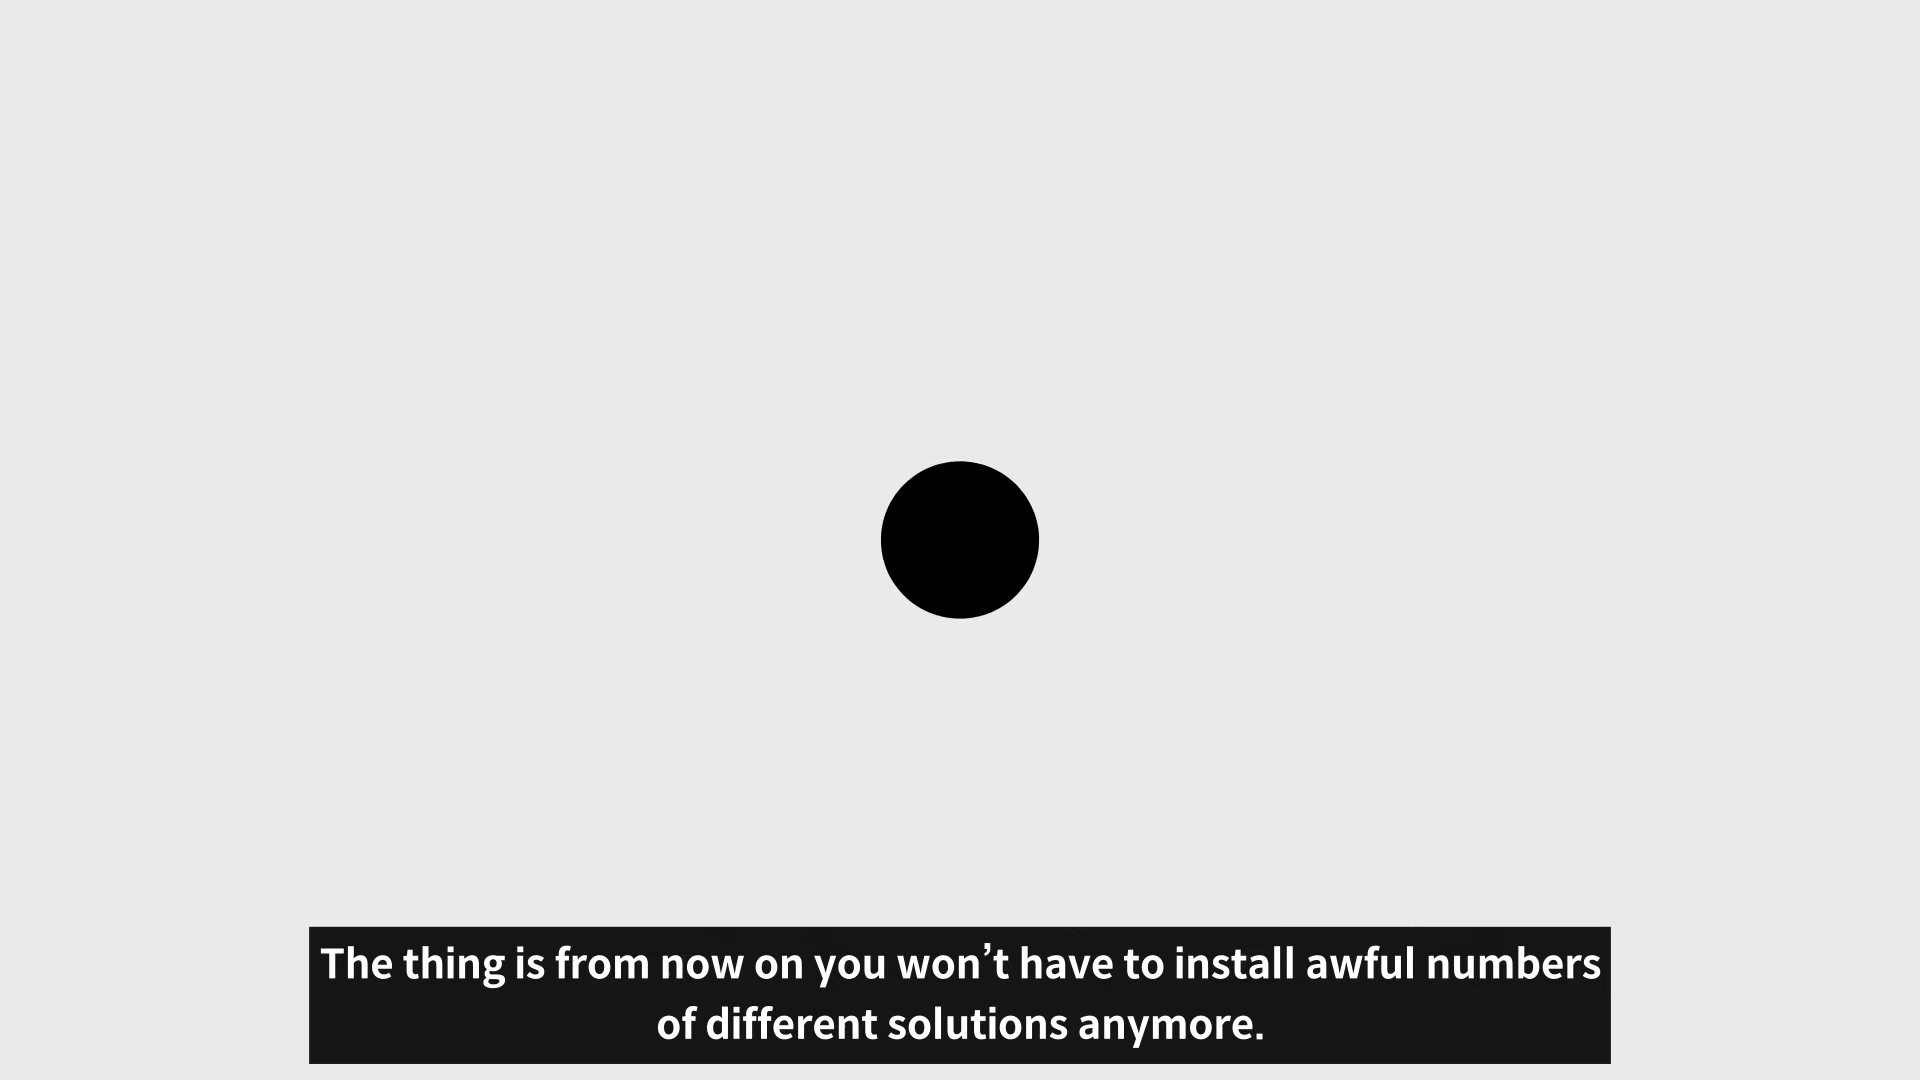 The thing is from now on you won’t have to install awful numbers
of different solutions anymore.